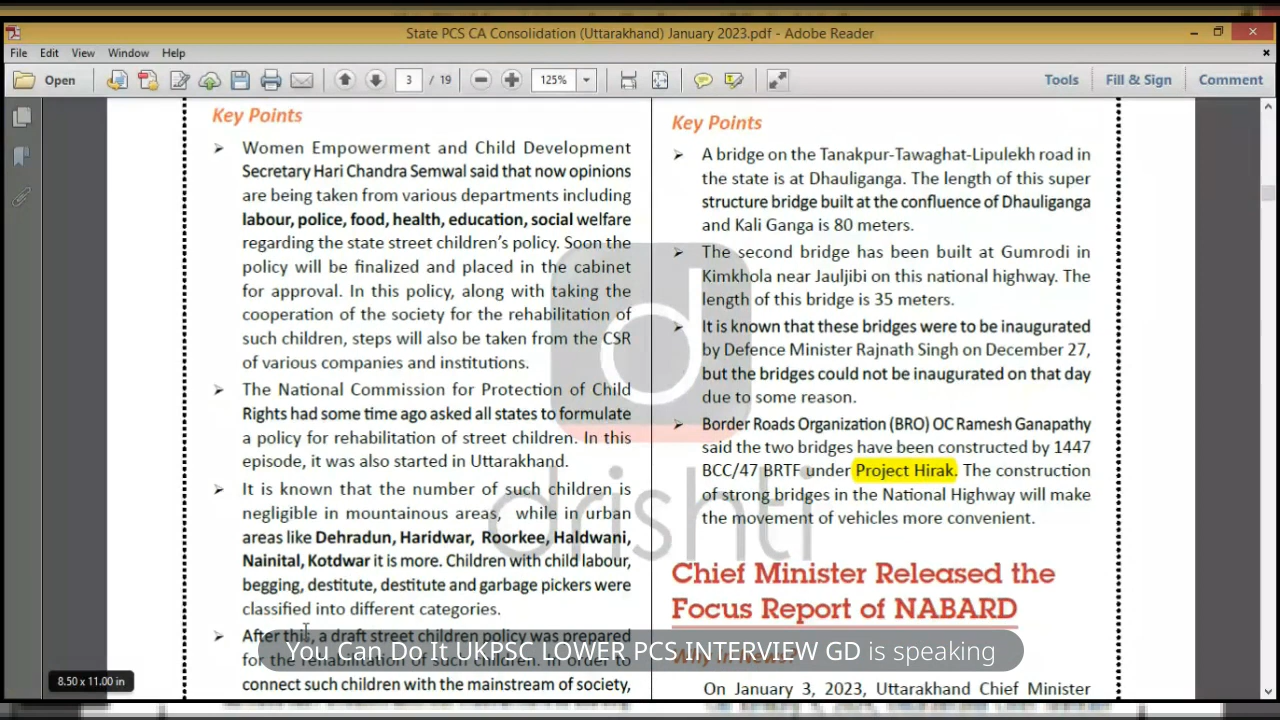 State PCS CA Consolidation (Uttarakhand) January 2023.pdf - Adobe Reader
File Edit View Window Help
Open 3 / 19 125% Tools Fill & Sign Comment
Key Points
Women Empowerment and Child Development
Secretary Hari Chandra Semwal said that now opinions
are being taken from various departments including
labour, police, food, health, education, social welfare
regarding the state street children's policy. Soon the
policy will be finalized and placed in the cabinet
for approval. In this policy, along with taking the
cooperation of the society for the rehabilitation of
such children, steps will also be taken from the CSR
of various companies and institutions.
The National Commission for Protection of Child
Rights had some time ago asked all states to formulate
a policy for rehabilitation of street children. In this
episode, it was also started in Uttarakhand.
It is known that the number of such children is
negligible in mountainous areas, while in urban
areas like Dehradun, Haridwar, Roorkee, Haldwani,
Nainital, Kotdwar it is more. Children with child labour,
begging, destitute, destitute and garbage pickers were
classified into different categories.
After this, a draft street children policy was prepared
for the rehabilitation of such children. In order to
connect such children with the mainstream of society,
Key Points
A bridge on the Tanakpur-Tawaghat-Lipulekh road in
the state is at Dhauliganga. The length of this super
structure bridge built at the confluence of Dhauliganga
and Kali Ganga is 80 meters.
The second bridge has been built at Gumrodi in
Kimkhola near Jauljibi on this national highway. The
length of this bridge is 35 meters.
It is known that these bridges were to be inaugurated
by Defence Minister Rajnath Singh on December 27,
but the bridges could not be inaugurated on that day
due to some reason.
Border Roads Organization (BRO) OC Ramesh Ganapathy
said the two bridges have been constructed by 1447
BCC/47 BRTF under Project Hirak. The construction
of strong bridges in the National Highway will make
the movement of vehicles more convenient.
Chief Minister Released the
Focus Report of NABARD
Why in News?
On January 3, 2023, Uttarakhand Chief Minister
drishti
You Can Do It UKPSC LOWER PCS INTERVIEW GD is speaking
8.50 x 11.00 in